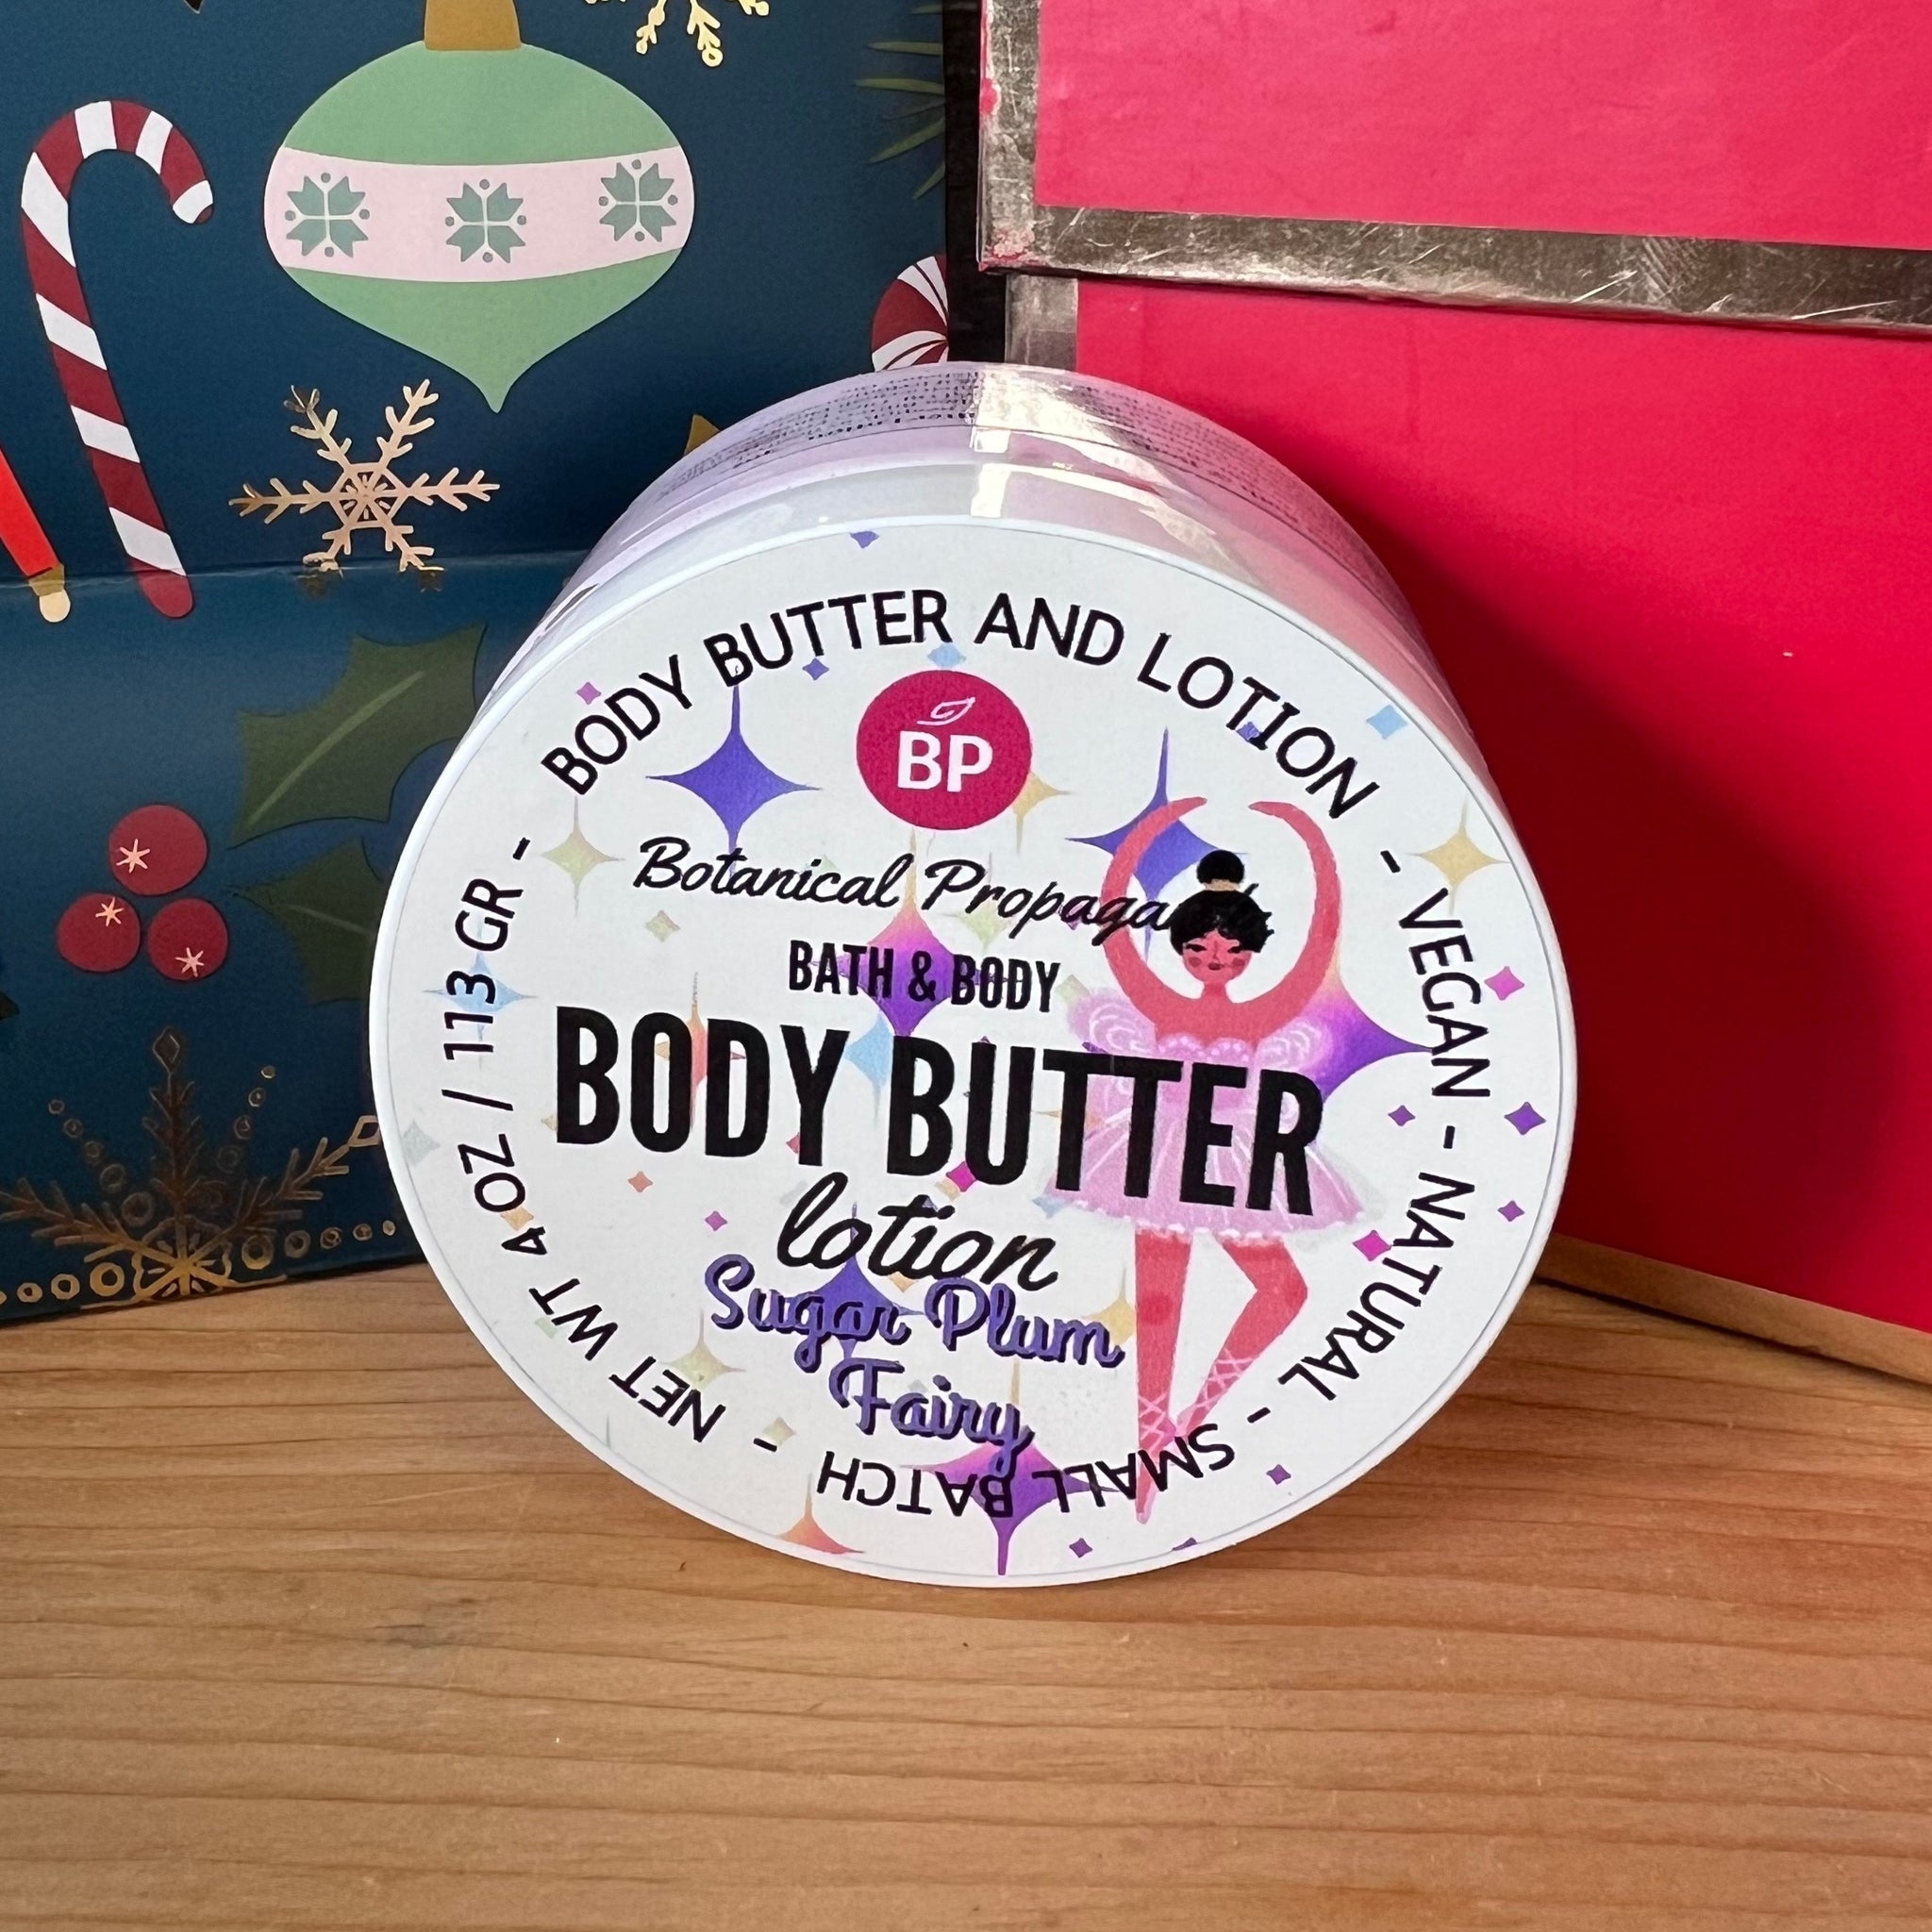 BODY BUTTER AND LOTION - VEGAN - NATURAL - SMALL BATCH - NET WT 4 OZ / 113 GR -
BP
Botanical
BATH & BODY
BODY BUTTER
lotion
Sugar Plum
Fairy